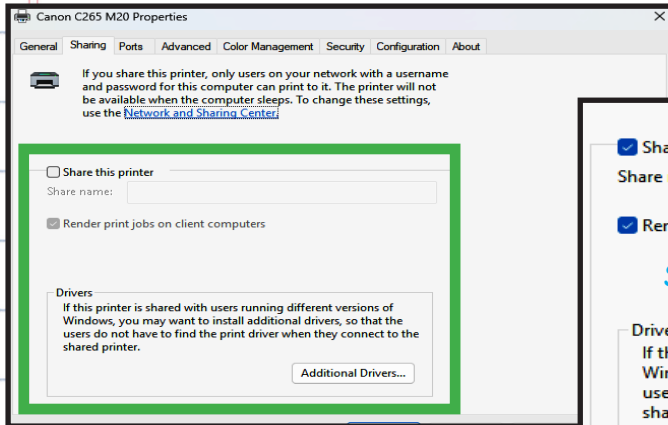 Canon C265 M20 Properties
General Sharing Ports Advanced Color Management Security Configuration About
If you share this printer, only users on your network with a username
and password for this computer can print to it. The printer will not
be available when the computer sleeps. To change these settings,
use the Network and Sharing Center.
Share this printer
Share name:
Render print jobs on client computers
Drivers
If this printer is shared with users running different versions of
Windows, you may want to install additional drivers, so that the
users do not have to find the print driver when they connect to the
shared printer.
Additional Drivers...
Share